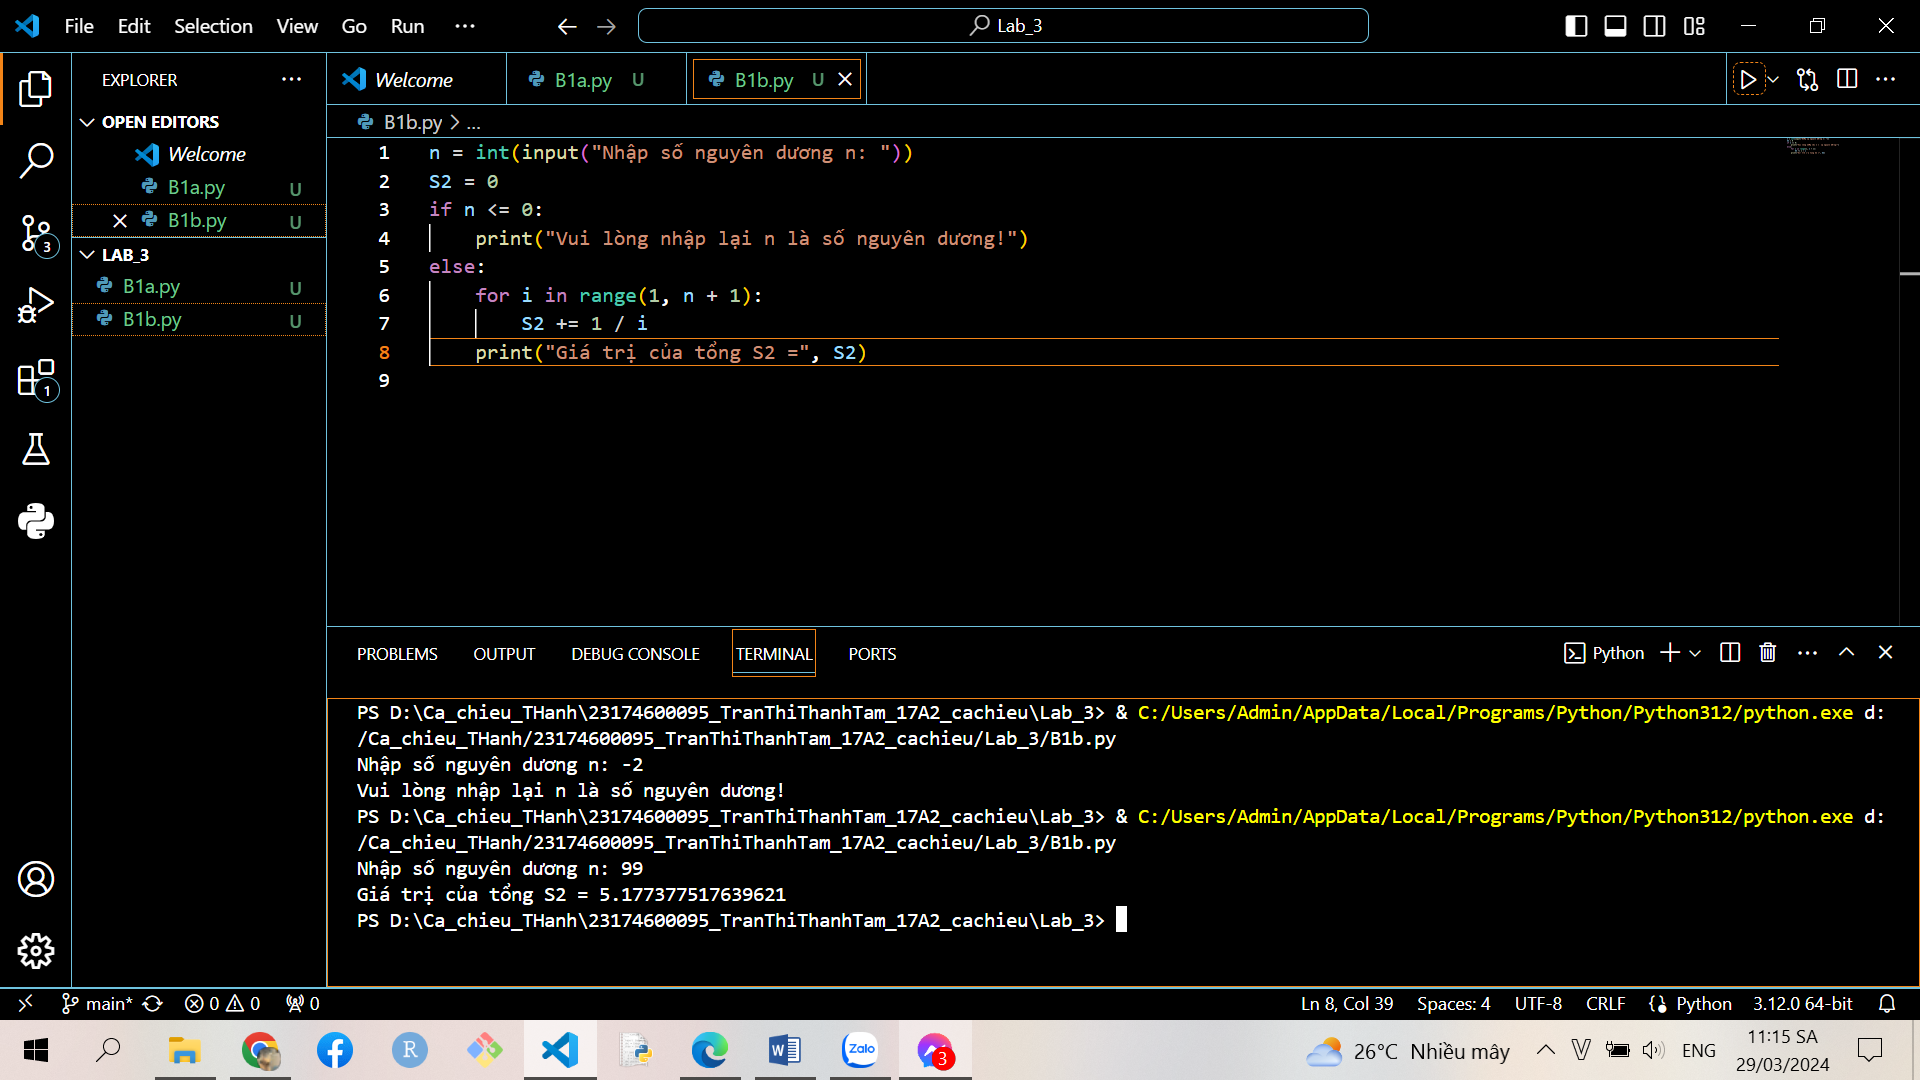 File Edit Selection View Go Run ···
Lab_3
EXPLORER
OPEN EDITORS
Welcome
B1a.py U
B1b.py U
LAB_3
B1a.py U
B1b.py U
3
1
Welcome
B1a.py U
B1b.py U
B1b.py > ...
1 n = int(input("Nhập số nguyên dương n: "))
2 S2 = 0
3 if n <= 0:
4 print("Vui lòng nhập lại n là số nguyên dương!")
5 else:
6 for i in range(1, n + 1):
7 S2 += 1 / i
8 print("Giá trị của tổng S2 =", S2)
9
PROBLEMS OUTPUT DEBUG CONSOLE TERMINAL PORTS
Python
PS D:\Ca_chieu_THanh\23174600095_TranThiThanhTam_17A2_cachieu\Lab_3> & C:/Users/Admin/AppData/Local/Programs/Python/Python312/python.exe d:
/Ca_chieu_THanh/23174600095_TranThiThanhTam_17A2_cachieu/Lab_3/B1b.py
Nhập số nguyên dương n: -2
Vui lòng nhập lại n là số nguyên dương!
PS D:\Ca_chieu_THanh\23174600095_TranThiThanhTam_17A2_cachieu\Lab_3> & C:/Users/Admin/AppData/Local/Programs/Python/Python312/python.exe d:
/Ca_chieu_THanh/23174600095_TranThiThanhTam_17A2_cachieu/Lab_3/B1b.py
Nhập số nguyên dương n: 99
Giá trị của tổng S2 = 5.177377517639621
PS D:\Ca_chieu_THanh\23174600095_TranThiThanhTam_17A2_cachieu\Lab_3>
main* 0 0 0
Ln 8, Col 39 Spaces: 4 UTF-8 CRLF Python 3.12.0 64-bit
R
Zalo
3
26°C Nhiều mây
V
ENG
11:15 SA
29/03/2024